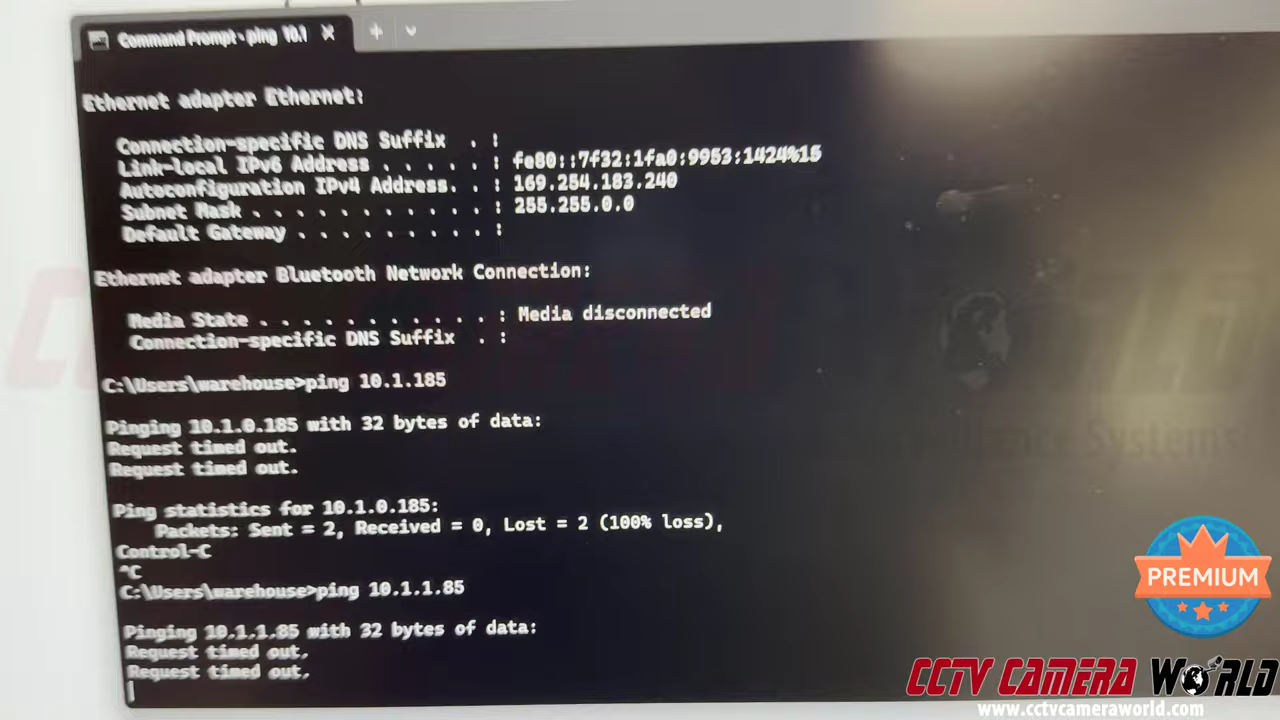 Command Prompt - ping 10.1
Ethernet adapter Ethernet:
Connection-specific DNS Suffix . :
Link-local IPv6 Address . . . . . : fe80::7f32:1fa0:9953:1424%15
Autoconfiguration IPv4 Address. . : 169.254.183.240
Subnet Mask . . . . . . . . . . . : 255.255.0.0
Default Gateway . . . . . . . . . :
Ethernet adapter Bluetooth Network Connection:
Media State . . . . . . . . . . . : Media disconnected
Connection-specific DNS Suffix . :
C:\Users\warehouse>ping 10.1.185
Pinging 10.1.0.185 with 32 bytes of data:
Request timed out.
Request timed out.
Ping statistics for 10.1.0.185:
Packets: Sent = 2, Received = 0, Lost = 2 (100% loss),
Control-C
^C
C:\Users\warehouse>ping 10.1.1.85
Pinging 10.1.1.85 with 32 bytes of data:
Request timed out.
Request timed out.
PREMIUM
CCTV CAMERA WORLD
www.cctvcameraworld.com